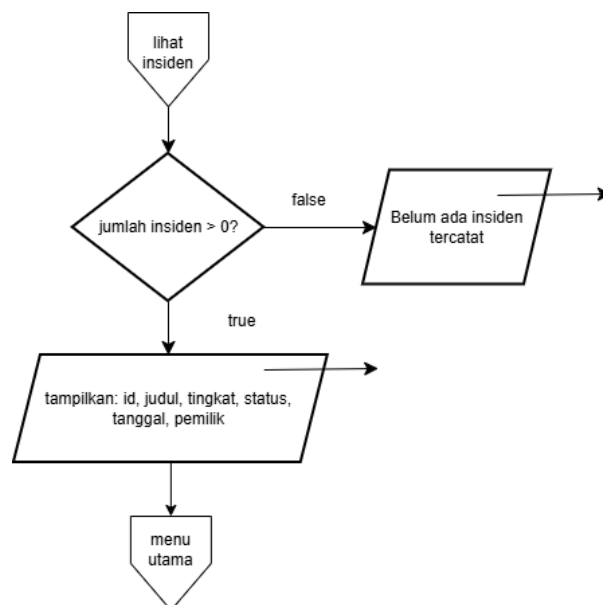 lihat
insiden
jumlah insiden > 0?
false
Belum ada insiden
tercatat
true
tampilkan: id, judul, tingkat, status,
tanggal, pemilik
menu
utama